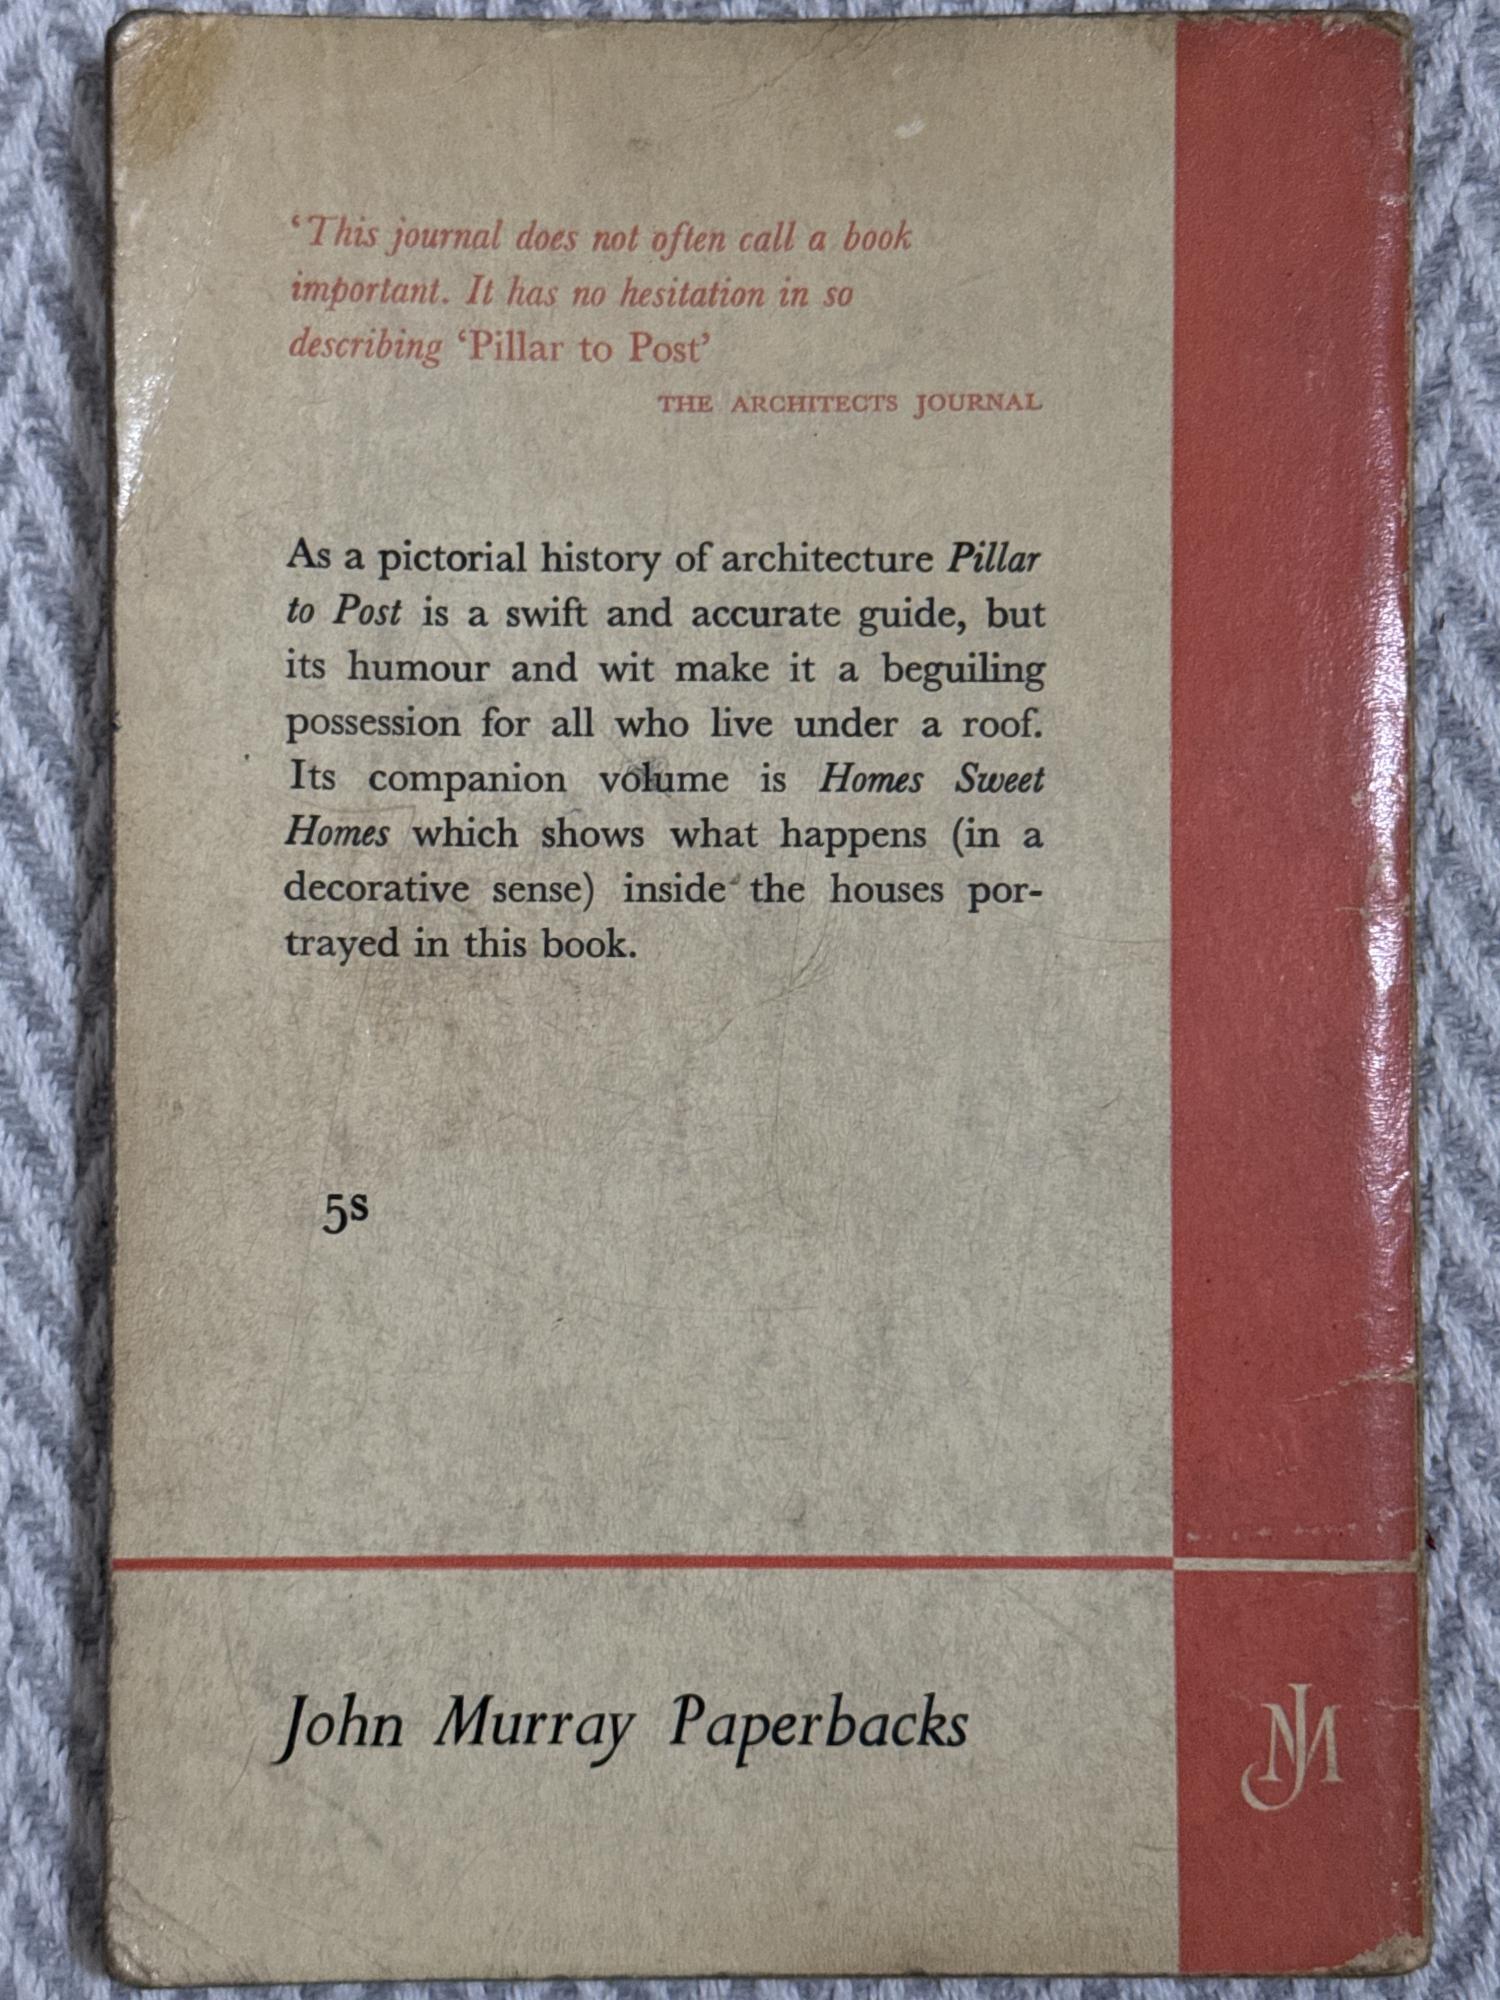 ‘This journal does not often call a book
important. It has no hesitation in so
describing ‘Pillar to Post’
THE ARCHITECTS JOURNAL
As a pictorial history of architecture Pillar
to Post is a swift and accurate guide, but
its humour and wit make it a beguiling
possession for all who live under a roof.
Its companion volume is Homes Sweet
Homes which shows what happens (in a
decorative sense) inside the houses por-
trayed in this book.
5s
John Murray Paperbacks
JM